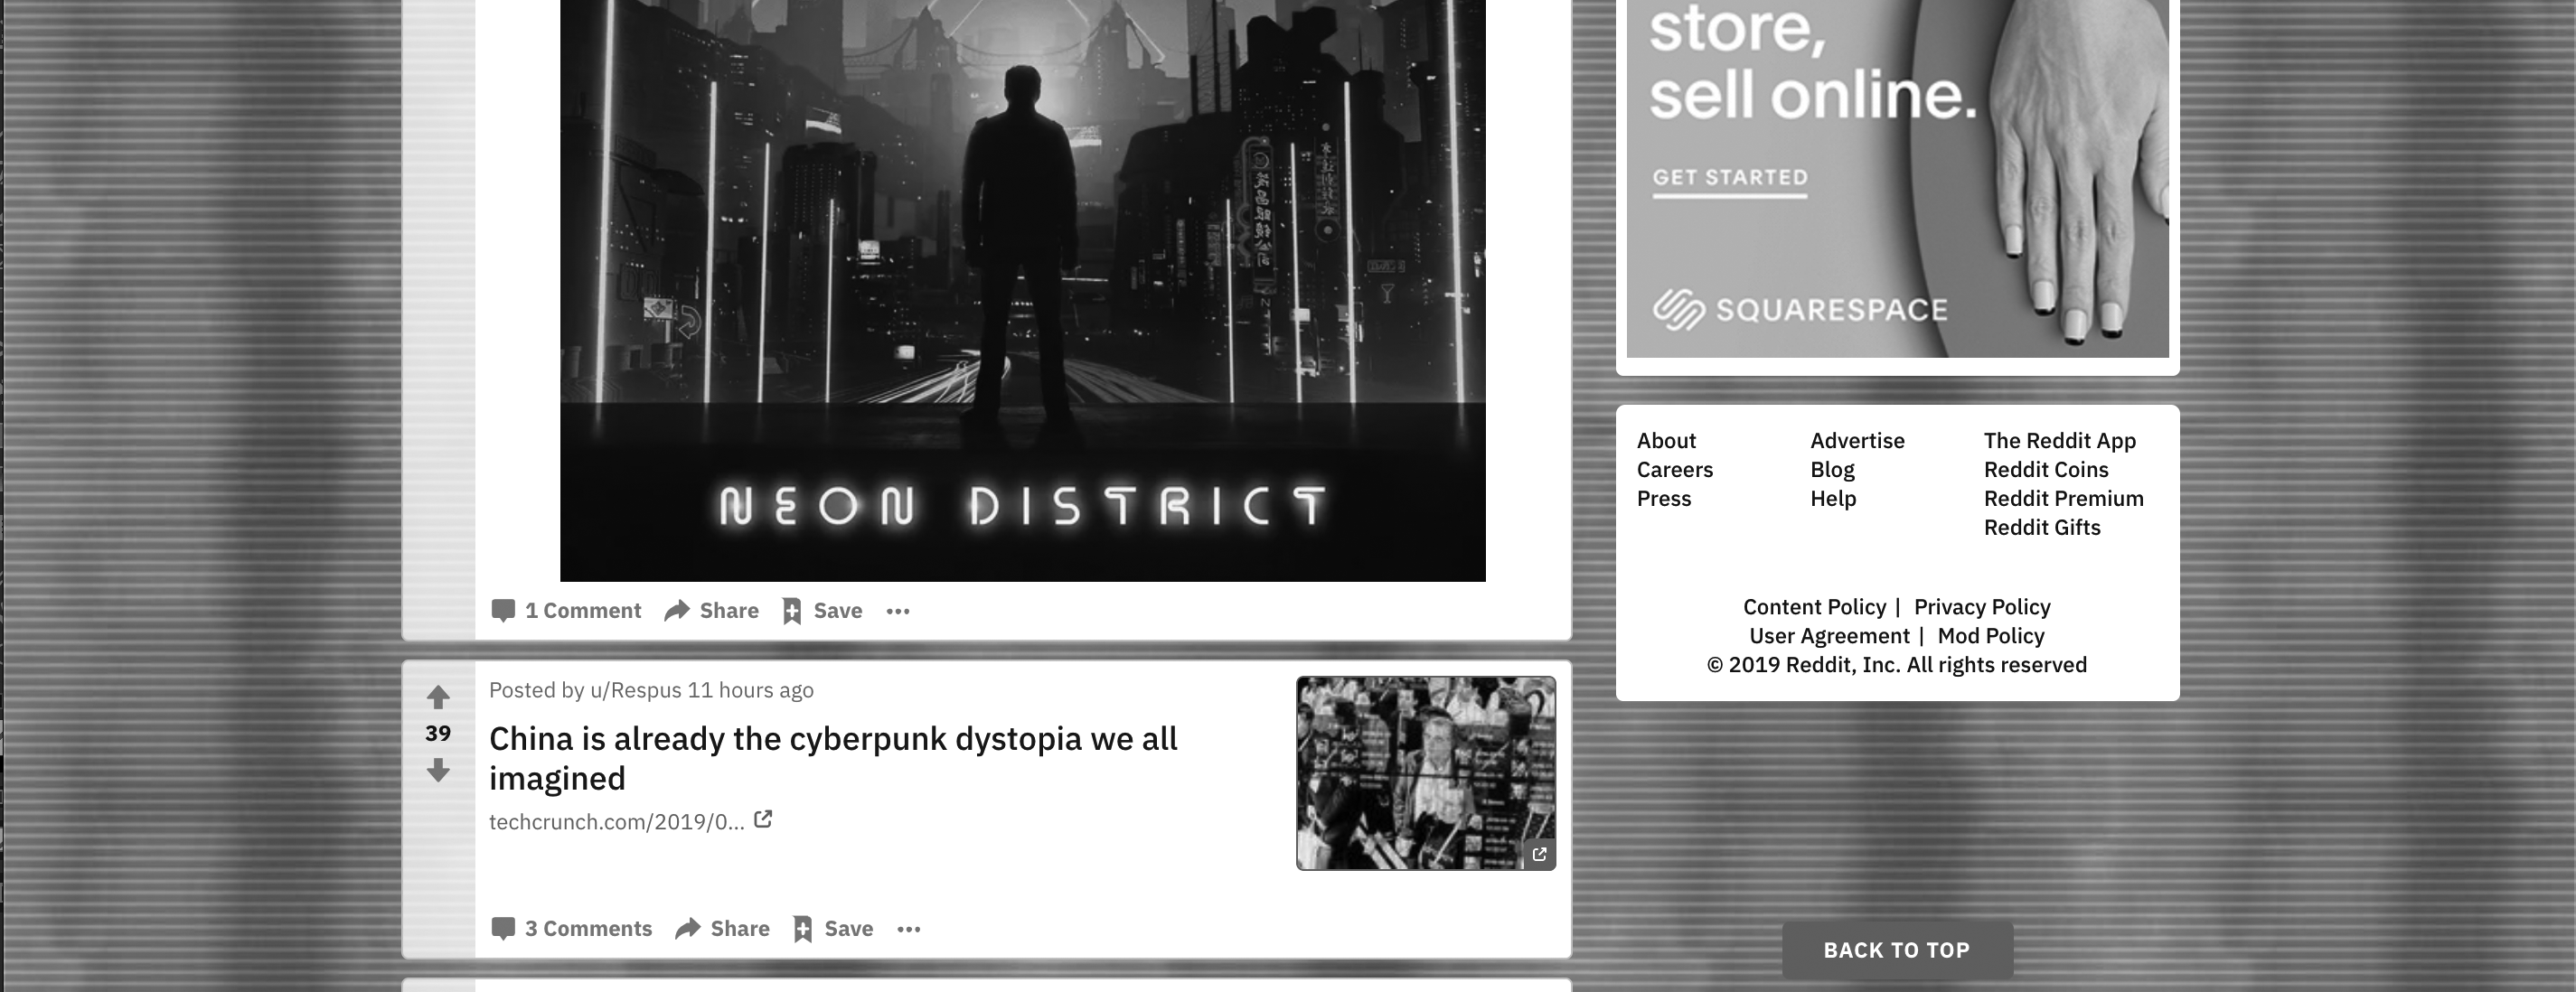 NEON DISTRICT
1 Comment Share Save
39
Posted by u/Respus 11 hours ago
China is already the cyberpunk dystopia we all
imagined
techcrunch.com/2019/0...
3 Comments Share Save
store,
sell online.
GET STARTED
SQUARESPACE
About
Careers
Press
Advertise
Blog
Help
The Reddit App
Reddit Coins
Reddit Premium
Reddit Gifts
Content Policy | Privacy Policy
User Agreement | Mod Policy
© 2019 Reddit, Inc. All rights reserved
BACK TO TOP